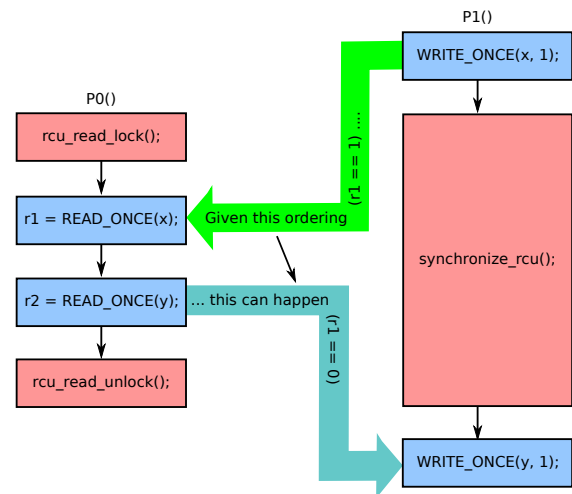 P1()
WRITE_ONCE(x, 1);
P0()
rcu_read_lock();
(r1 == 1) ....
r1 = READ_ONCE(x);
Given this ordering
synchronize_rcu();
r2 = READ_ONCE(y);
... this can happen
(r1 == 0)
rcu_read_unlock();
WRITE_ONCE(y, 1);